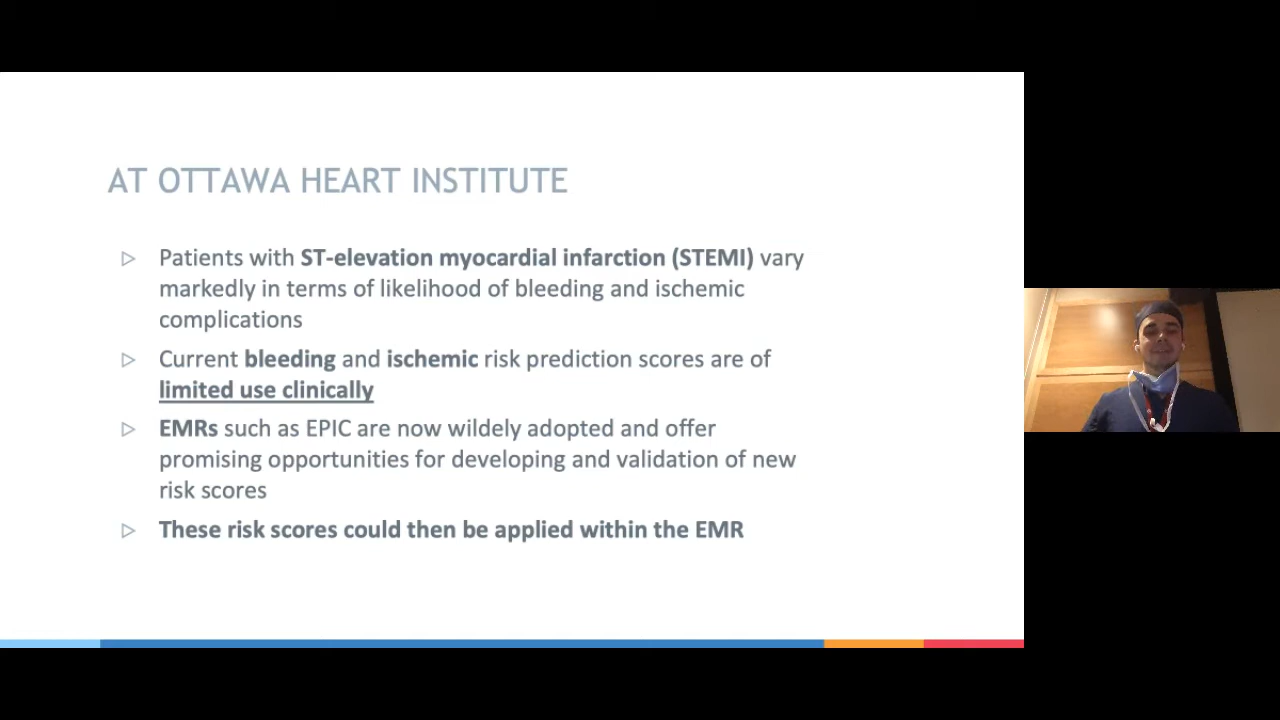 AT OTTAWA HEART INSTITUTE
Patients with ST-elevation myocardial infarction (STEMI) vary
markedly in terms of likelihood of bleeding and ischemic
complications
Current bleeding and ischemic risk prediction scores are of
limited use clinically
EMRs such as EPIC are now wildely adopted and offer
promising opportunities for developing and validation of new
risk scores
These risk scores could then be applied within the EMR